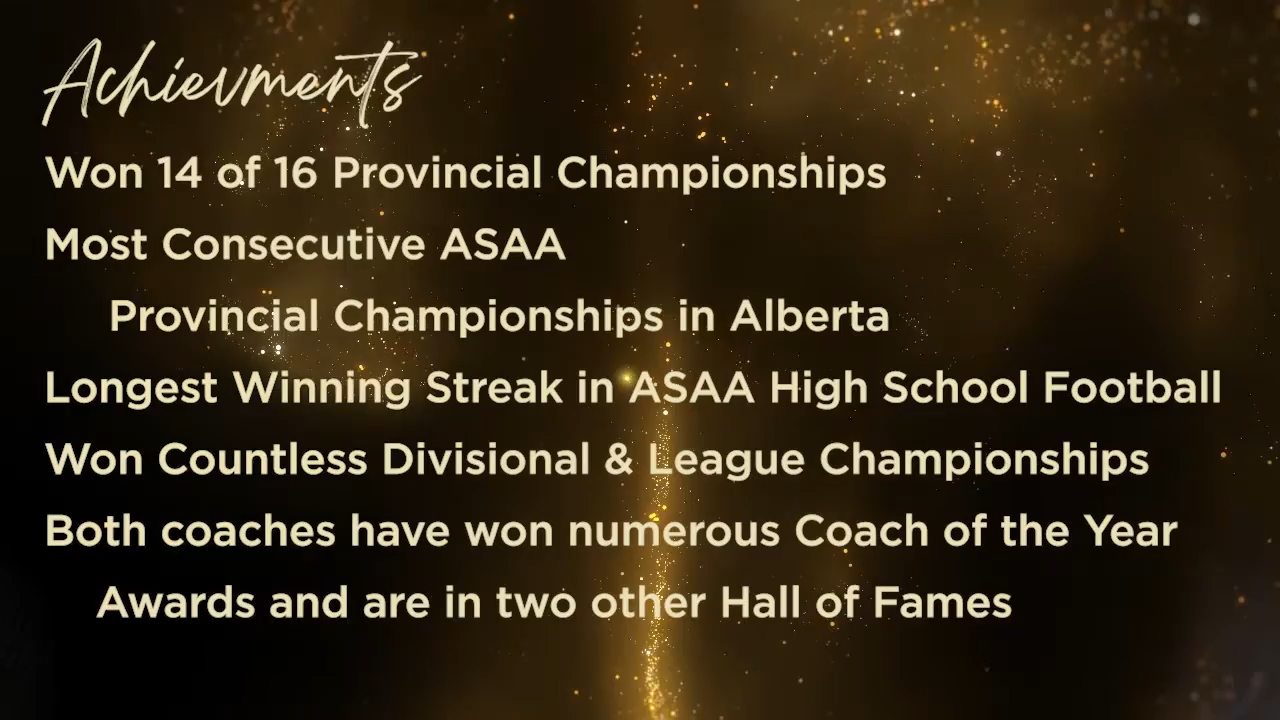 Achievments
Won 14 of 16 Provincial Championships
Most Consecutive ASAA
Provincial Championships in Alberta
Longest Winning Streak in ASAA High School Football
Won Countless Divisional & League Championships
Both coaches have won numerous Coach of the Year
Awards and are in two other Hall of Fames